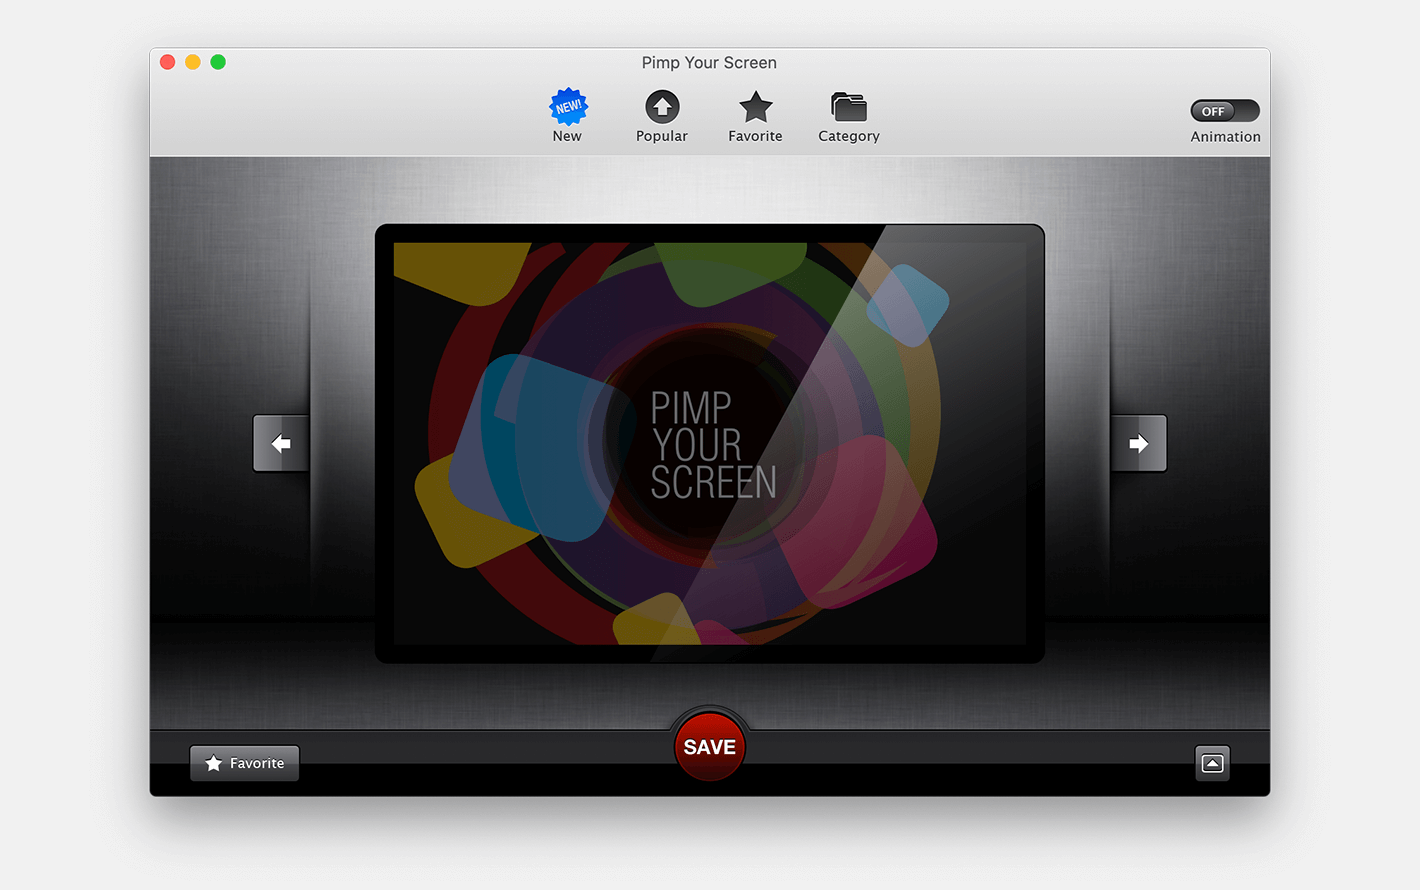 Pimp Your Screen
NEW!
New
Popular
Favorite
Category
OFF
Animation
PIMP
YOUR
SCREEN
SAVE
Favorite